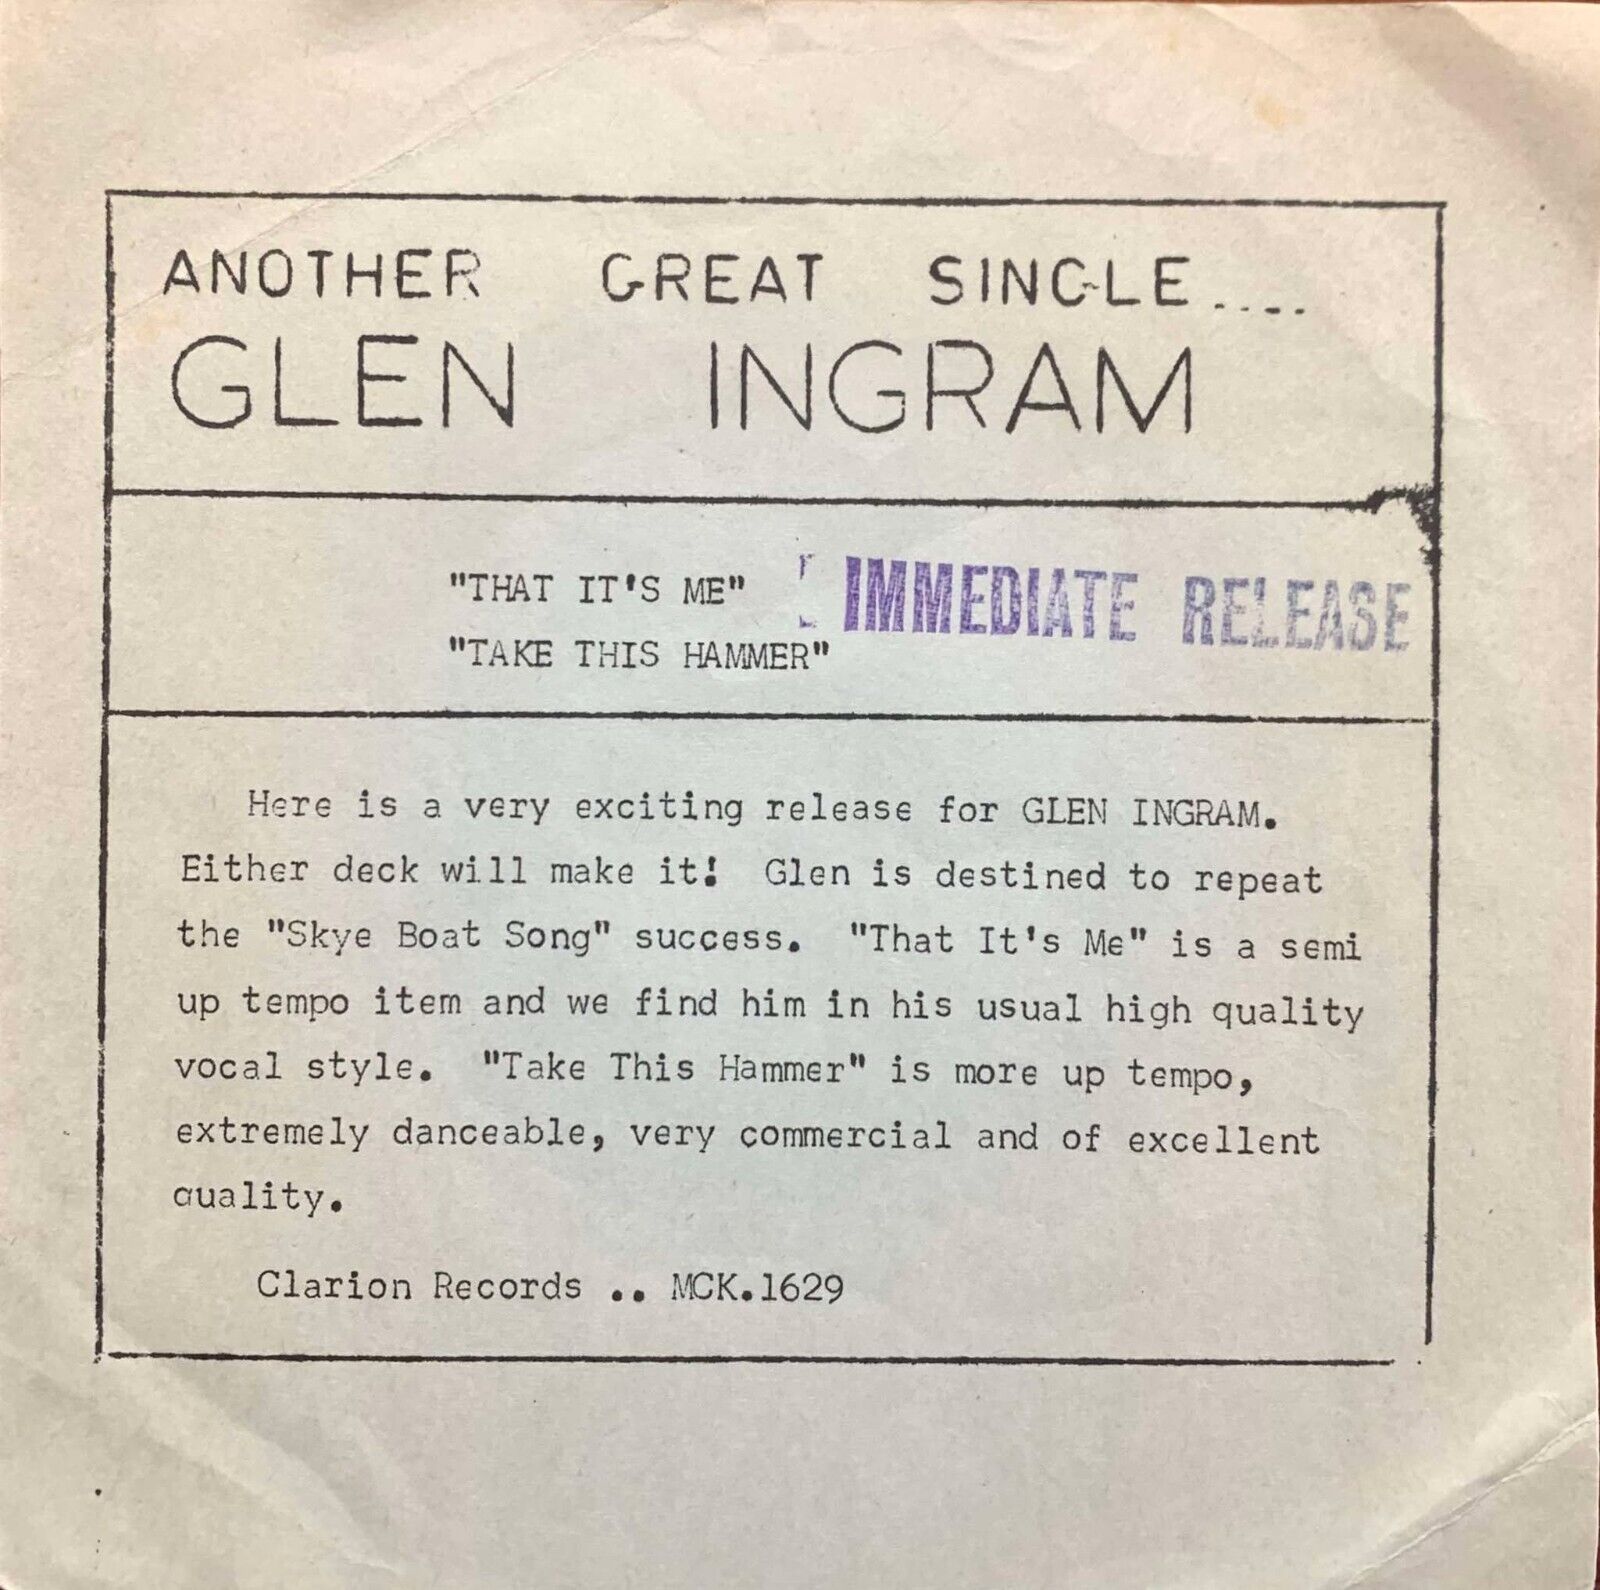 ANOTHER GREAT SINGLE....
GLEN INGRAM
"THAT IT'S ME" IMMEDIATE RELEASE
"TAKE THIS HAMMER"
Here is a very exciting release for GLEN INGRAM.
Either deck will make it! Glen is destined to repeat
the "Skye Boat Song" success. "That It's Me" is a semi
up tempo item and we find him in his usual high quality
vocal style. "Take This Hammer" is more up tempo,
extremely danceable, very commercial and of excellent
quality.
Clarion Records .. MCK.1629